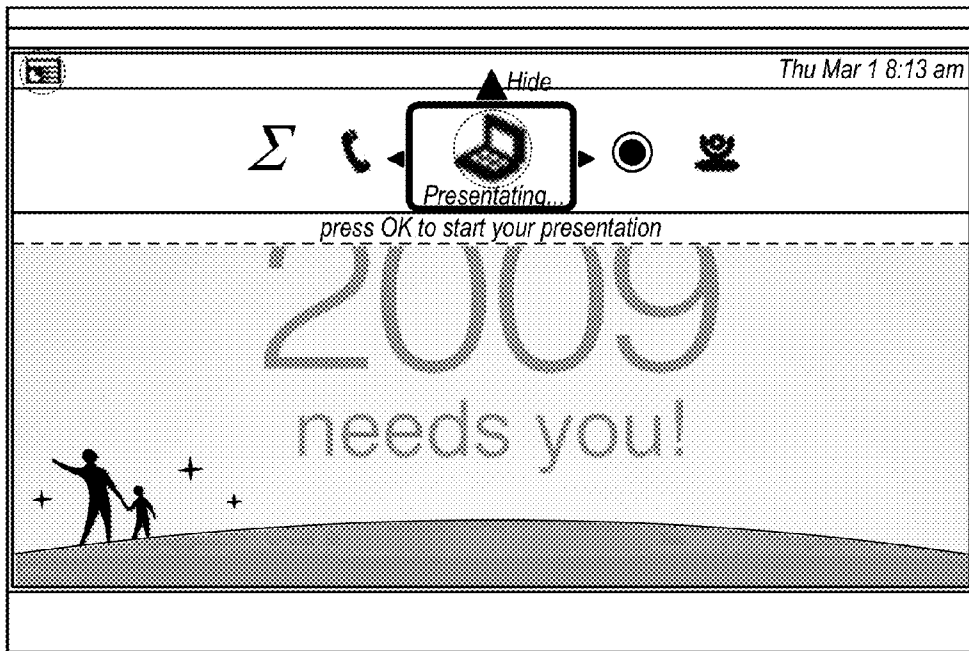 Thu Mar 1 8:13 am
Hide
Σ
Presentating...
press OK to start your presentation
2009
needs you!